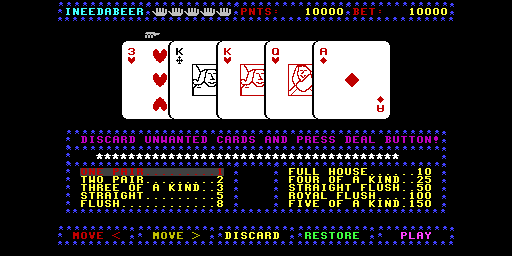 INEEDABEER PNTS: 10000 BET: 10000
3 K K Q A
A
DISCARD UNWANTED CARDS AND PRESS DEAL BUTTON!
ONE PAIR.........1
TWO PAIR.........2
THREE OF A KIND..3
STRAIGHT.........5
FLUSH............8
FULL HOUSE.....10
FOUR OF A KIND.25
STRAIGHT FLUSH.50
ROYAL FLUSH...100
FIVE OF A KIND.150
MOVE < MOVE > DISCARD RESTORE PLAY